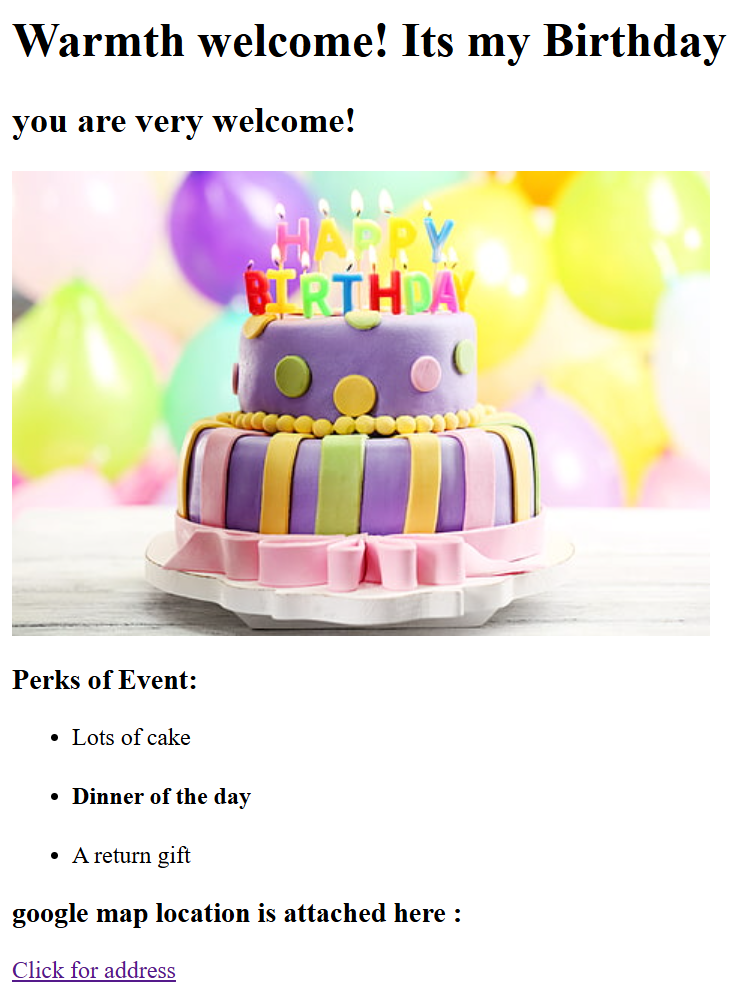 Warmth welcome! Its my Birthday
you are very welcome!
HAPPY
BIRTHDAY
Perks of Event:
Lots of cake
Dinner of the day
A return gift
google map location is attached here :
Click for address